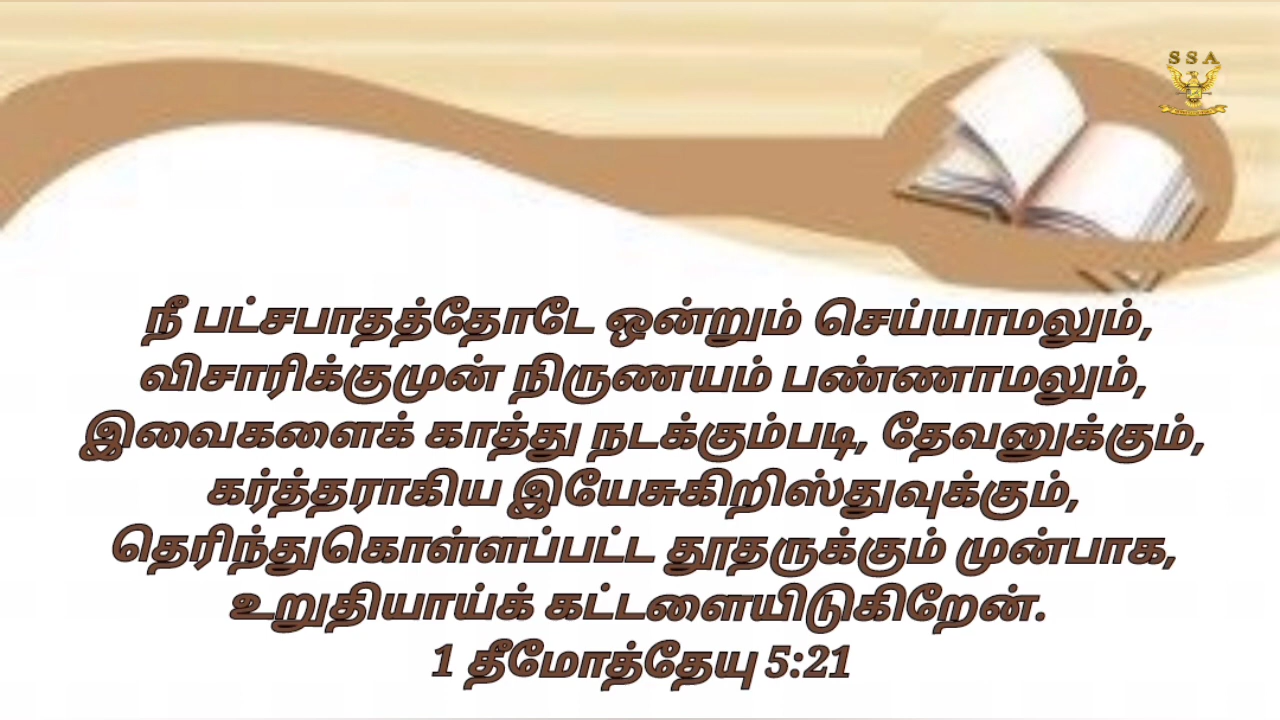 SSA
நீ பட்சபாதத்தோடே ஒன்றும் செய்யாமலும்,
விசாரிக்குமுன் நிருணயம் பண்ணாமலும்,
இவைகளைக் காத்து நடக்கும்படி, தேவனுக்கும்,
கர்த்தராகிய இயேசுகிறிஸ்துவுக்கும்,
தெரிந்துகொள்ளப்பட்ட தூதருக்கும் முன்பாக,
உறுதியாய்க் கட்டளையிடுகிறேன்.
1 தீமோத்தேயு 5:21